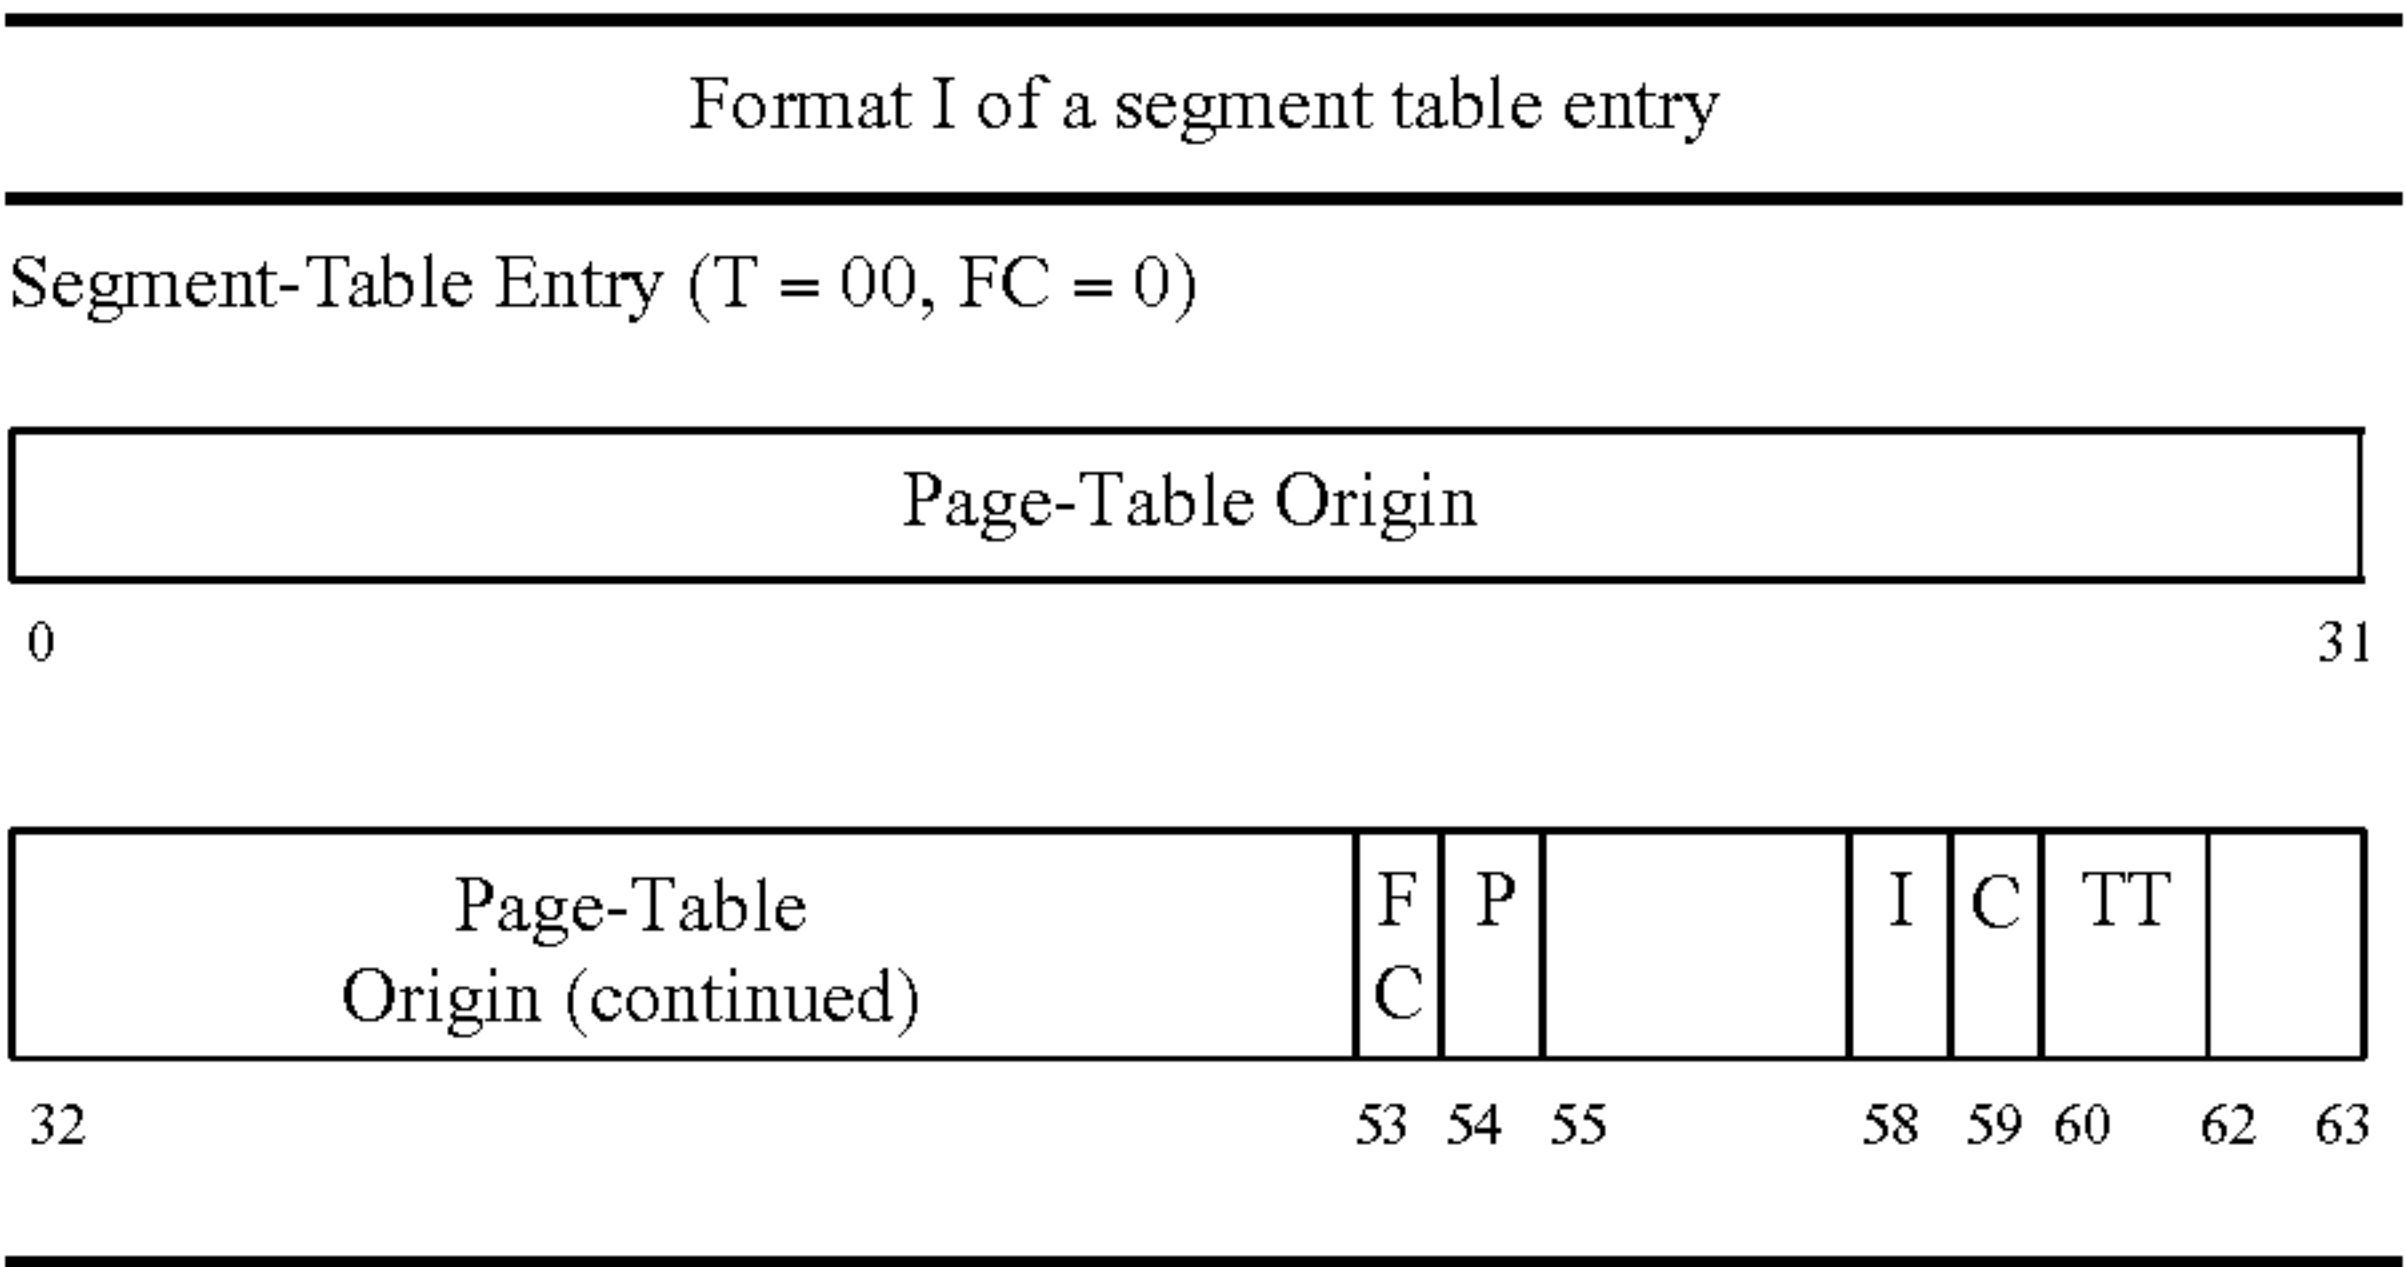 Format I of a segment table entry
Segment-Table Entry (T = 00, FC = 0)
Page-Table Origin
0 31
Page-Table
Origin (continued)
F
C
P
I
C
TT
32 53 54 55 58 59 60 62 63